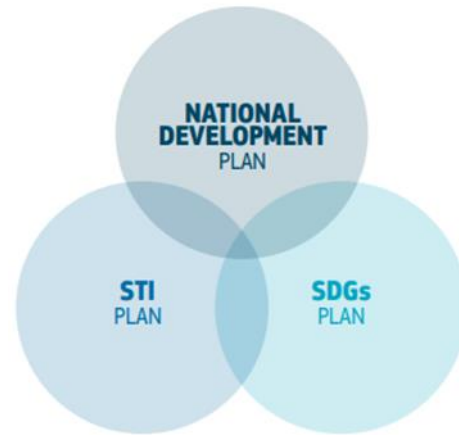 NATIONAL
DEVELOPMENT
PLAN
STI
PLAN
SDGs
PLAN